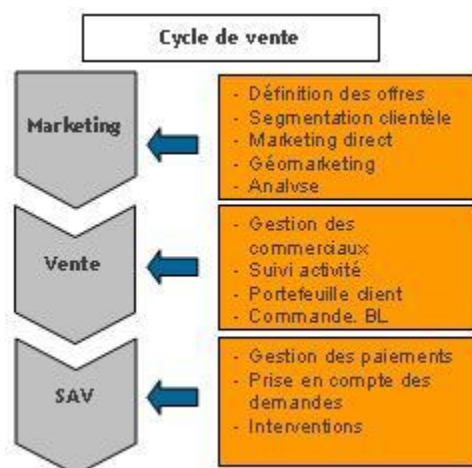 Cycle de vente
Marketing
- Définition des offres
- Segmentation clientèle
- Marketing direct
- Géomarketing
- Analyse
Vente
- Gestion des
commerciaux
- Suivi activité
- Portefeuille client
- Commande. BL
SAV
- Gestion des paiements
- Prise en compte des
demandes
- Interventions